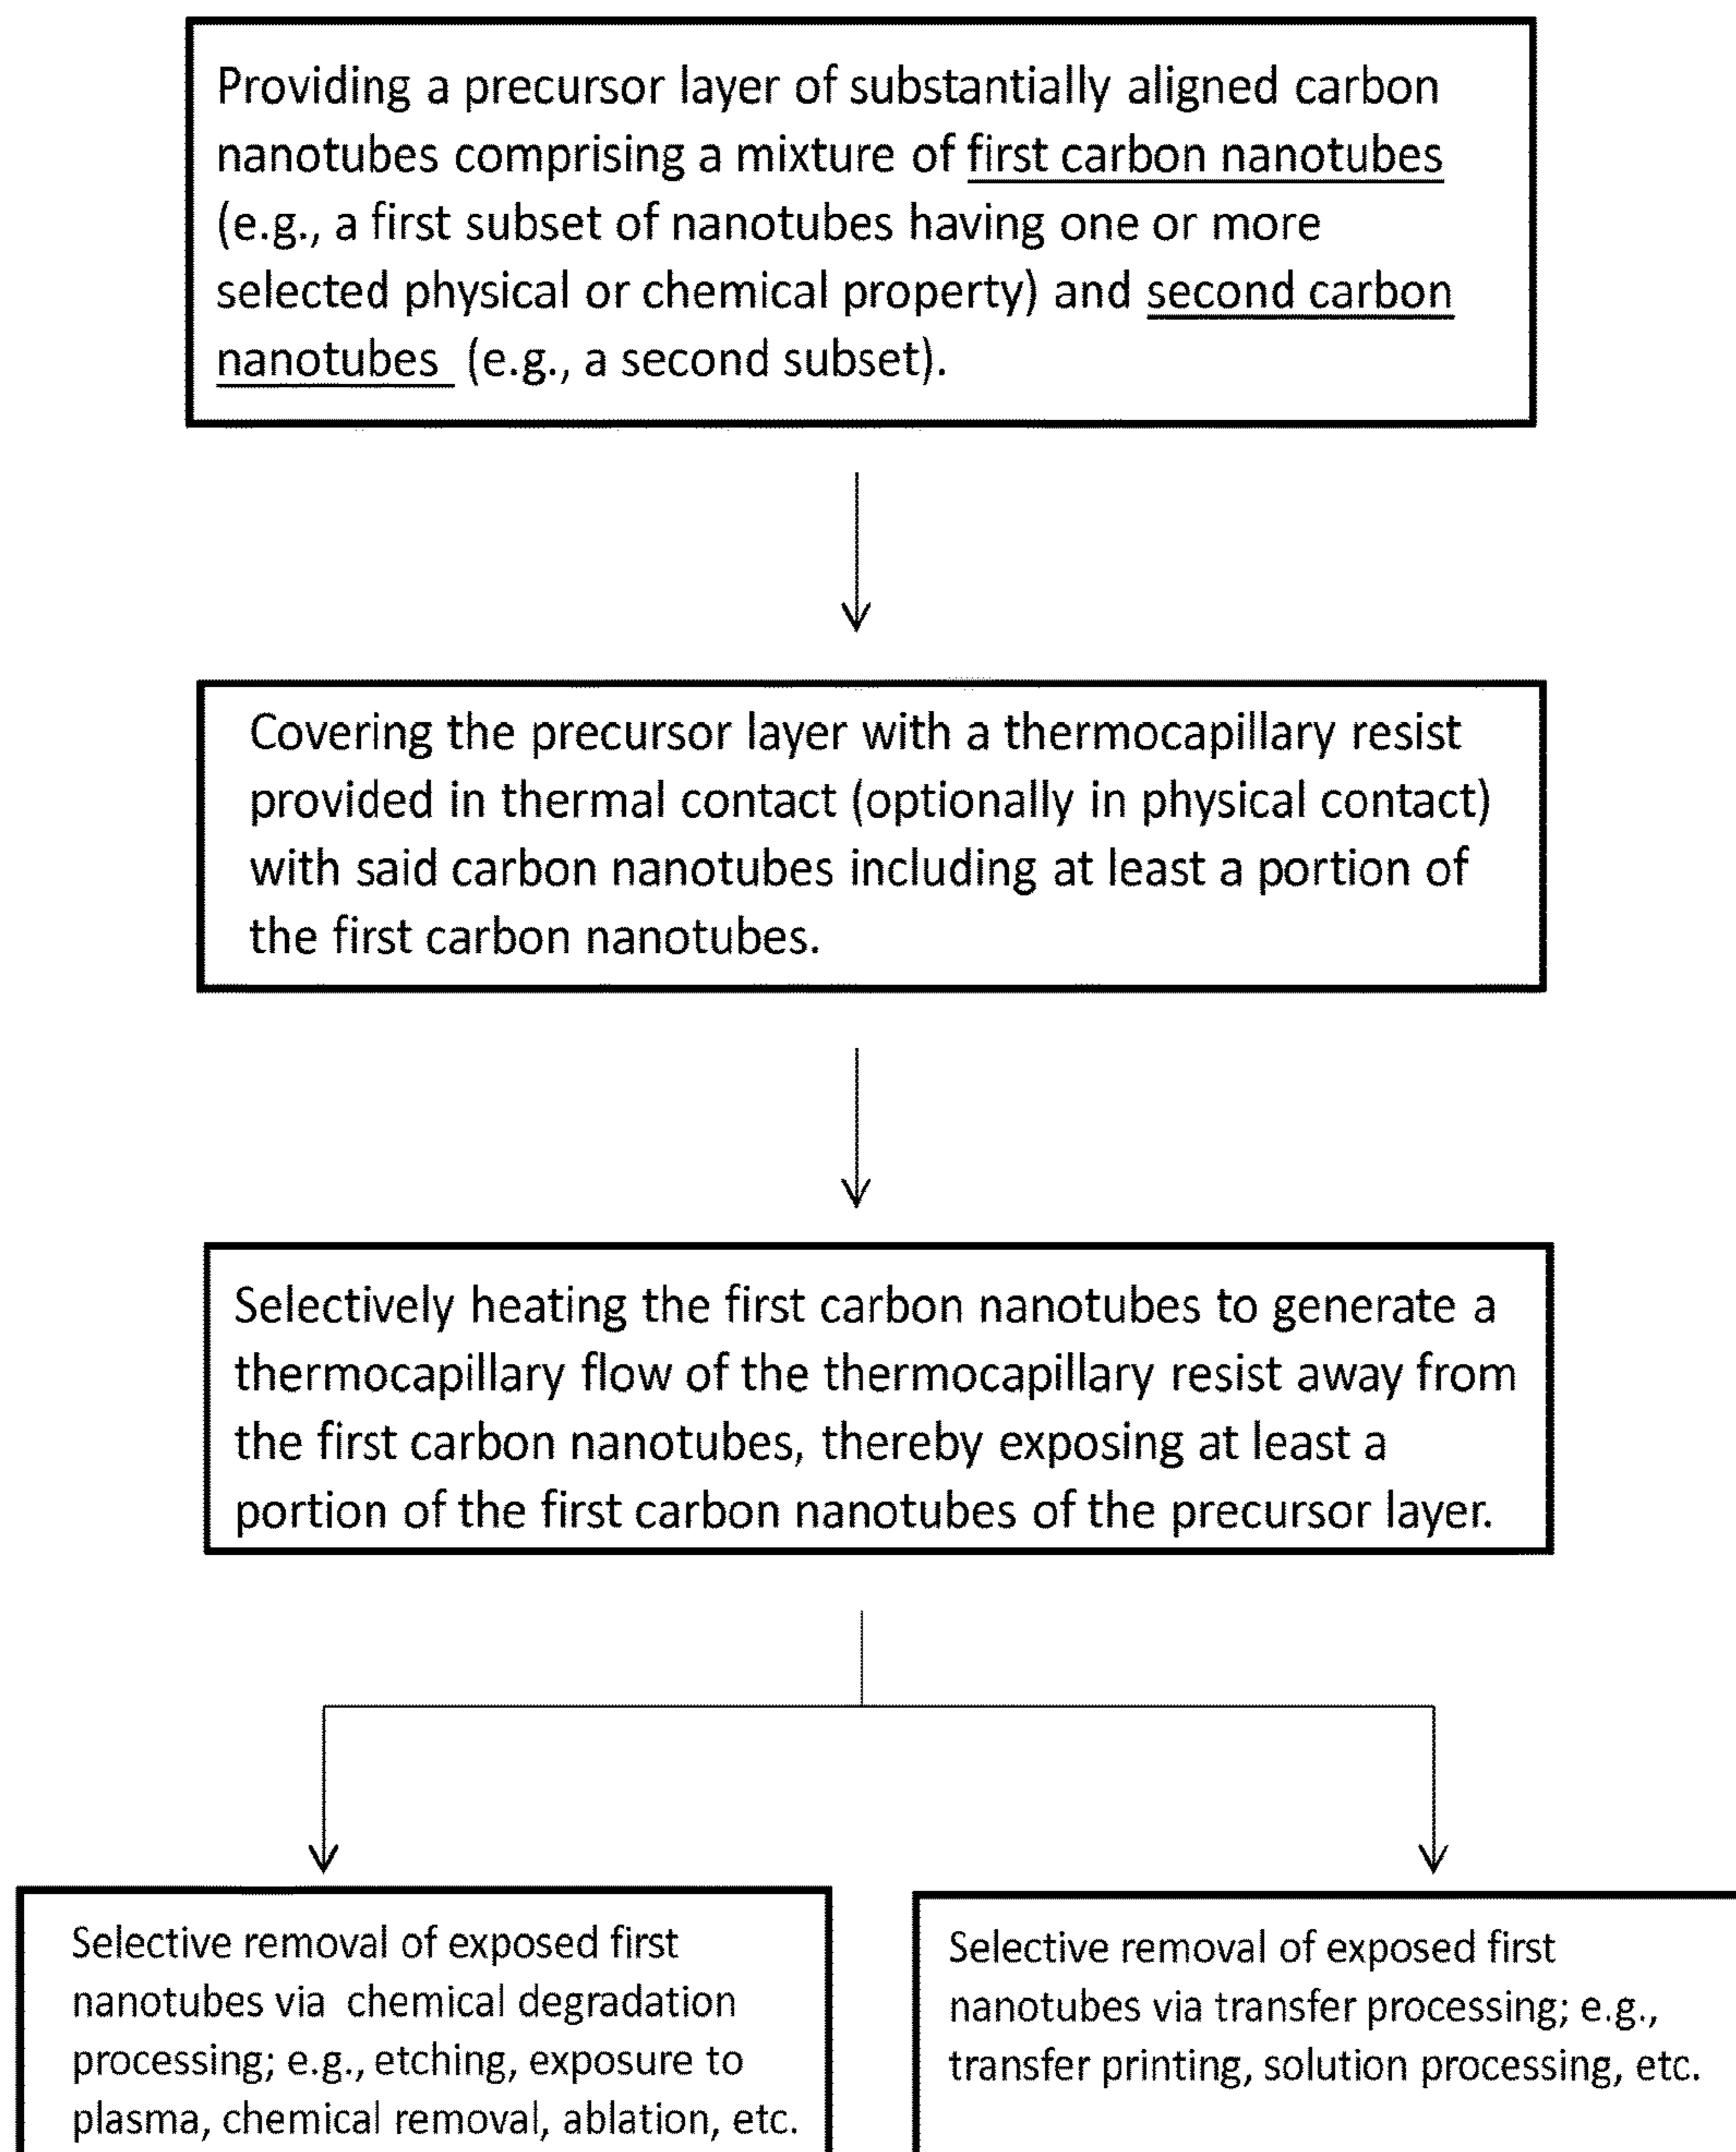 Providing a precursor layer of substantially aligned carbon
nanotubes comprising a mixture of first carbon nanotubes
(e.g., a first subset of nanotubes having one or more
selected physical or chemical property) and second carbon
nanotubes (e.g., a second subset).
Covering the precursor layer with a thermocapillary resist
provided in thermal contact (optionally in physical contact)
with said carbon nanotubes including at least a portion of
the first carbon nanotubes.
Selectively heating the first carbon nanotubes to generate a
thermocapillary flow of the thermocapillary resist away from
the first carbon nanotubes, thereby exposing at least a
portion of the first carbon nanotubes of the precursor layer.
Selective removal of exposed first
nanotubes via chemical degradation
processing; e.g., etching, exposure to
plasma, chemical removal, ablation, etc.
Selective removal of exposed first
nanotubes via transfer processing; e.g.,
transfer printing, solution processing, etc.